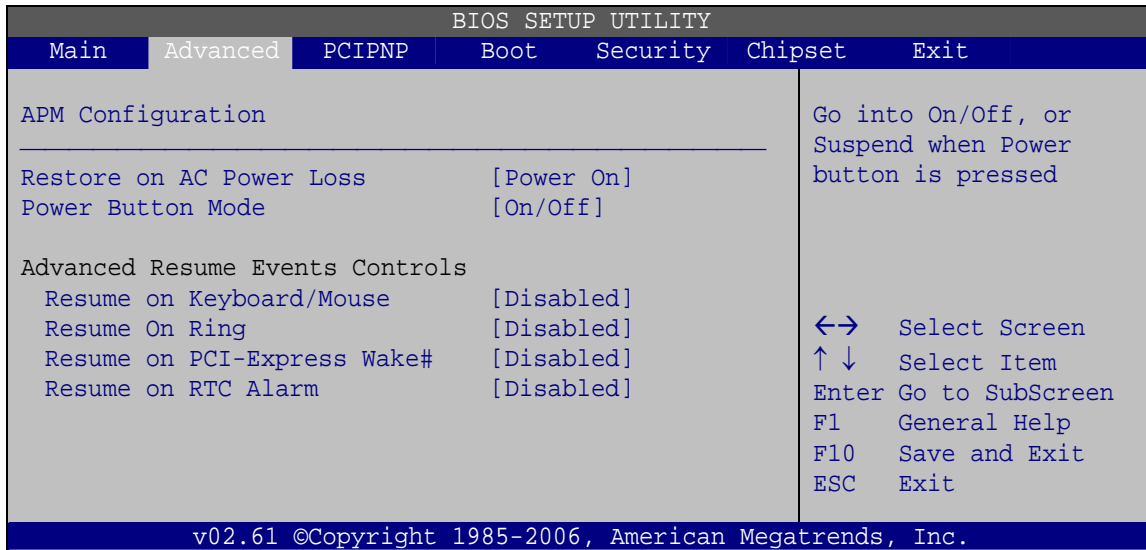 BIOS SETUP UTILITY
Main Advanced PCIPNP Boot Security Chipset Exit
APM Configuration
Restore on AC Power Loss [Power On]
Power Button Mode [On/Off]
Advanced Resume Events Controls
Resume on Keyboard/Mouse [Disabled]
Resume On Ring [Disabled]
Resume on PCI-Express Wake# [Disabled]
Resume on RTC Alarm [Disabled]
Go into On/Off, or
Suspend when Power
button is pressed
←→ Select Screen
↑ ↓ Select Item
Enter Go to SubScreen
F1 General Help
F10 Save and Exit
ESC Exit
v02.61 ©Copyright 1985-2006, American Megatrends, Inc.